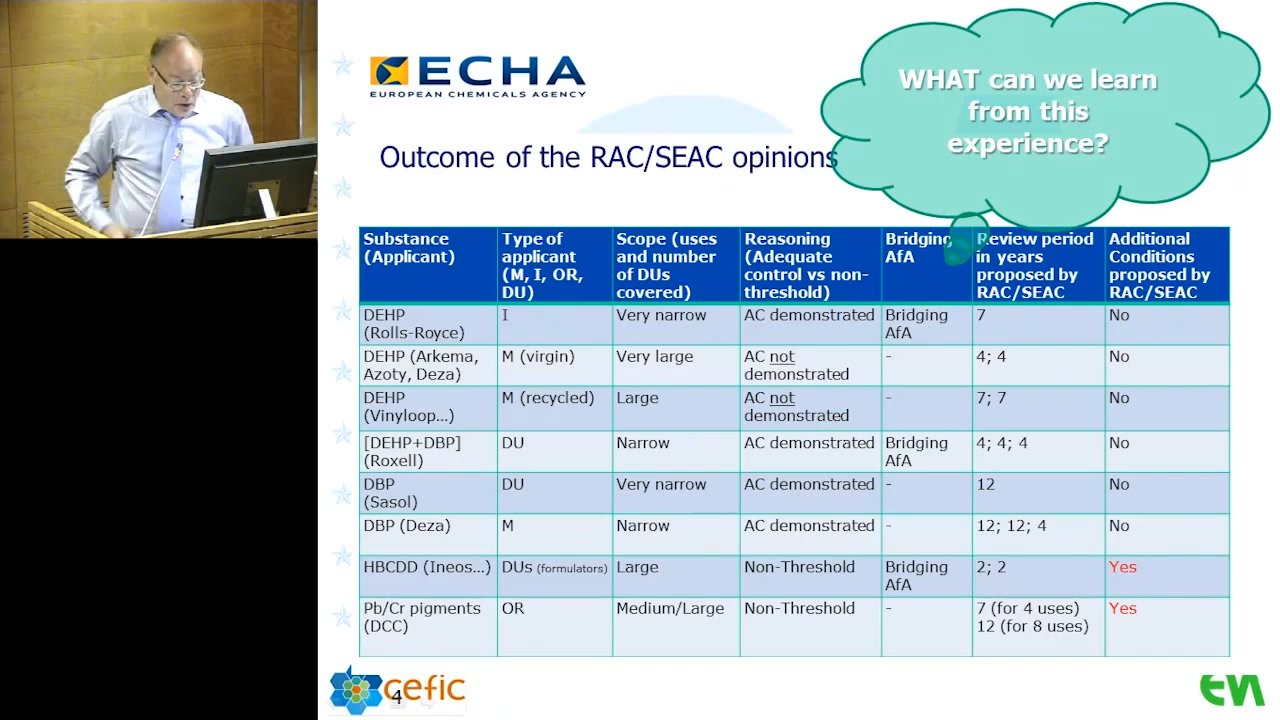 ECHA
EUROPEAN CHEMICALS AGENCY
WHAT can we learn
from this
experience?
Outcome of the RAC/SEAC opinions
Substance (Applicant) Type of applicant (M, I, OR, DU) Scope (uses and number of DUs covered) Reasoning (Adequate control vs non-threshold) Bridging AfA Review period in years proposed by RAC/SEAC Additional Conditions proposed by RAC/SEAC
DEHP (Rolls-Royce) I Very narrow AC demonstrated Bridging AfA 7 No
DEHP (Arkema, Azoty, Deza) M (virgin) Very large AC not demonstrated - 4; 4 No
DEHP (Vinyloop…) M (recycled) Large AC not demonstrated - 7; 7 No
[DEHP+DBP] (Roxell) DU Narrow AC demonstrated Bridging AfA 4; 4; 4 No
DBP (Sasol) DU Very narrow AC demonstrated - 12 No
DBP (Deza) M Narrow AC demonstrated - 12; 12; 4 No
HBCDD (Ineos…) DUs (formulators) Large Non-Threshold Bridging AfA 2; 2 Yes
Pb/Cr pigments (DCC) OR Medium/Large Non-Threshold - 7 (for 4 uses) 12 (for 8 uses) Yes
cefic
4